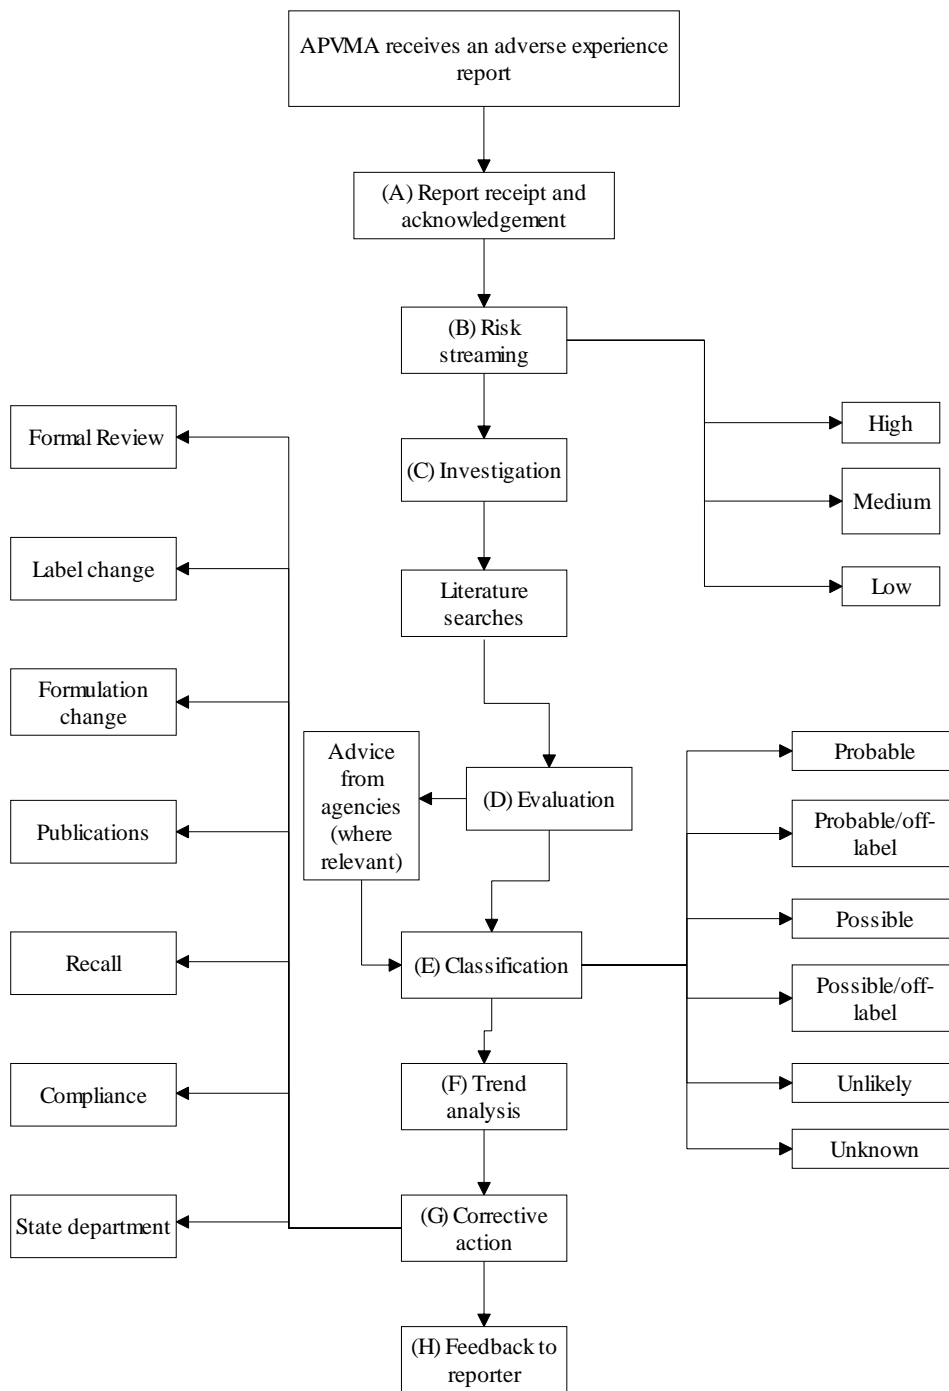 APVMA receives an adverse experience
report
(A) Report receipt and
acknowledgement
(B) Risk
streaming
High
Medium
Low
(C) Investigation
Literature
searches
Formal Review
Label change
Formulation
change
Publications
Recall
Compliance
State department
Advice
from
agencies
(where
relevant)
(D) Evaluation
(E) Classification
Probable
Probable/off-
label
Possible
Possible/off-
label
Unlikely
Unknown
(F) Trend
analysis
(G) Corrective
action
(H) Feedback to
reporter